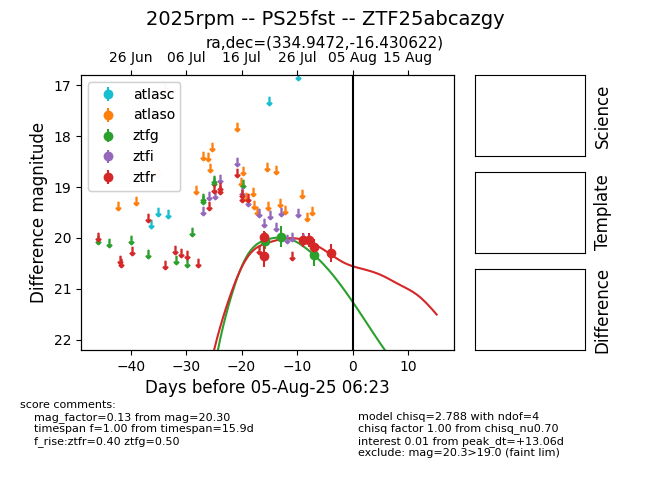 2025rpm -- PS25fst -- ZTF25abcazgy
ra,dec=(334.9472,-16.430622)
26 Jun 06 Jul 16 Jul 26 Jul 05 Aug 15 Aug
atlasc
atlaso
ztfg
ztfi
ztfr
17
18
19
20
21
22
Difference magnitude
−40 −30 −20 −10 0 10
Days before 05-Aug-25 06:23
Science
Template
Difference
score comments:
mag_factor=0.13 from mag=20.30
timespan f=1.00 from timespan=15.9d
f_rise:ztfr=0.40 ztfg=0.50
model chisq=2.788 with ndof=4
chisq factor 1.00 from chisq_nu0.70
interest 0.01 from peak_dt=+13.06d
exclude: mag=20.3>19.0 (faint lim)